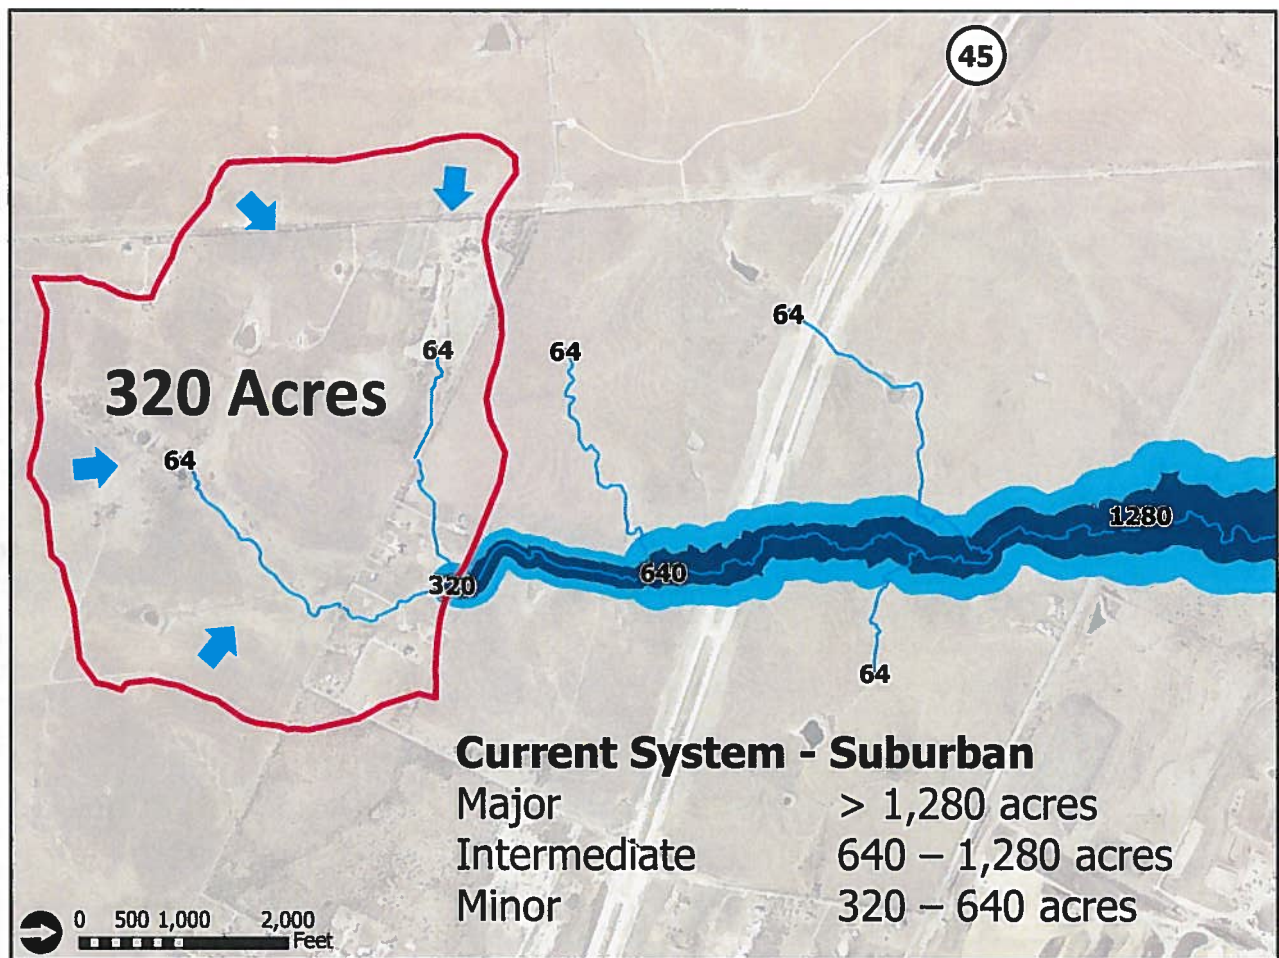 45
64
64
64
320 Acres
64
1280
320
640
64
Current System - Suburban
Major > 1,280 acres
Intermediate 640 – 1,280 acres
Minor 320 – 640 acres
0 500 1,000 2,000
Feet